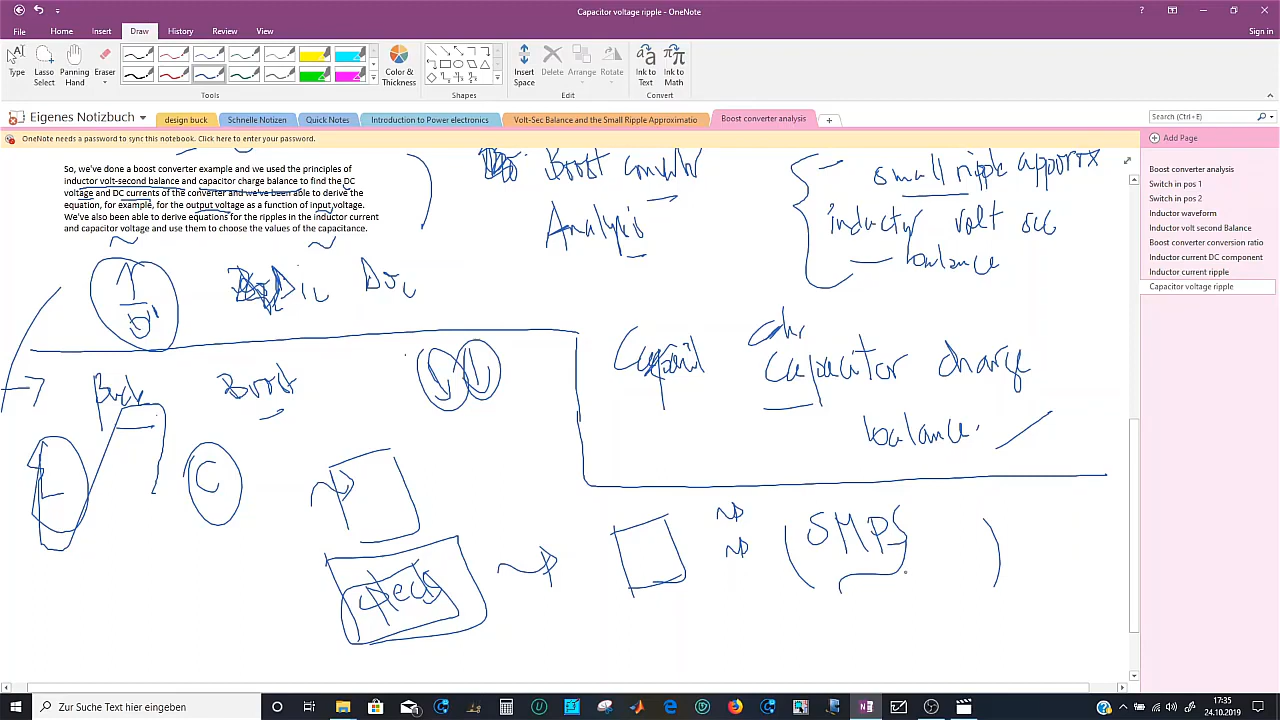 Capacitor voltage ripple - OneNote
?
Sign in
File Home Insert Draw History Review View
Type
Lasso Select
Panning Hand
Eraser
Color & Thickness
Insert Space
Delete
Arrange
Rotate
Ink to Text
Ink to Math
Tools
Shapes
Edit
Convert
Eigenes Notizbuch
design buck
Schnelle Notizen
Quick Notes
Introduction to Power electronics
Volt-Sec Balance and the Small Ripple Approximatio
Boost converter analysis
+
Search (Ctrl+E)
OneNote needs a password to sync this notebook. Click here to enter your password.
Add Page
Boost converter analysis
Switch in pos 1
Switch in pos 2
Inductor waveform
Inductor volt second Balance
Boost converter conversion ratio
Inductor current DC component
Inductor current ripple
Capacitor voltage ripple
So, we've done a boost converter example and we used the principles of
inductor volt-second balance and capacitor charge balance to find the DC
voltage and DC currents of the converter and we've been able to derive the
equation, for example, for the output voltage as a function of input voltage.
We've also been able to derive equations for the ripples in the inductor current
and capacitor voltage and use them to choose the values of the capacitance.
Boost
Analysis
small ripple approx
inductor volt sec
balance
Capacitor charge
balance
Buck Boost
L C
specs
SMPS
Zur Suche Text hier eingeben
17:35
24.10.2019